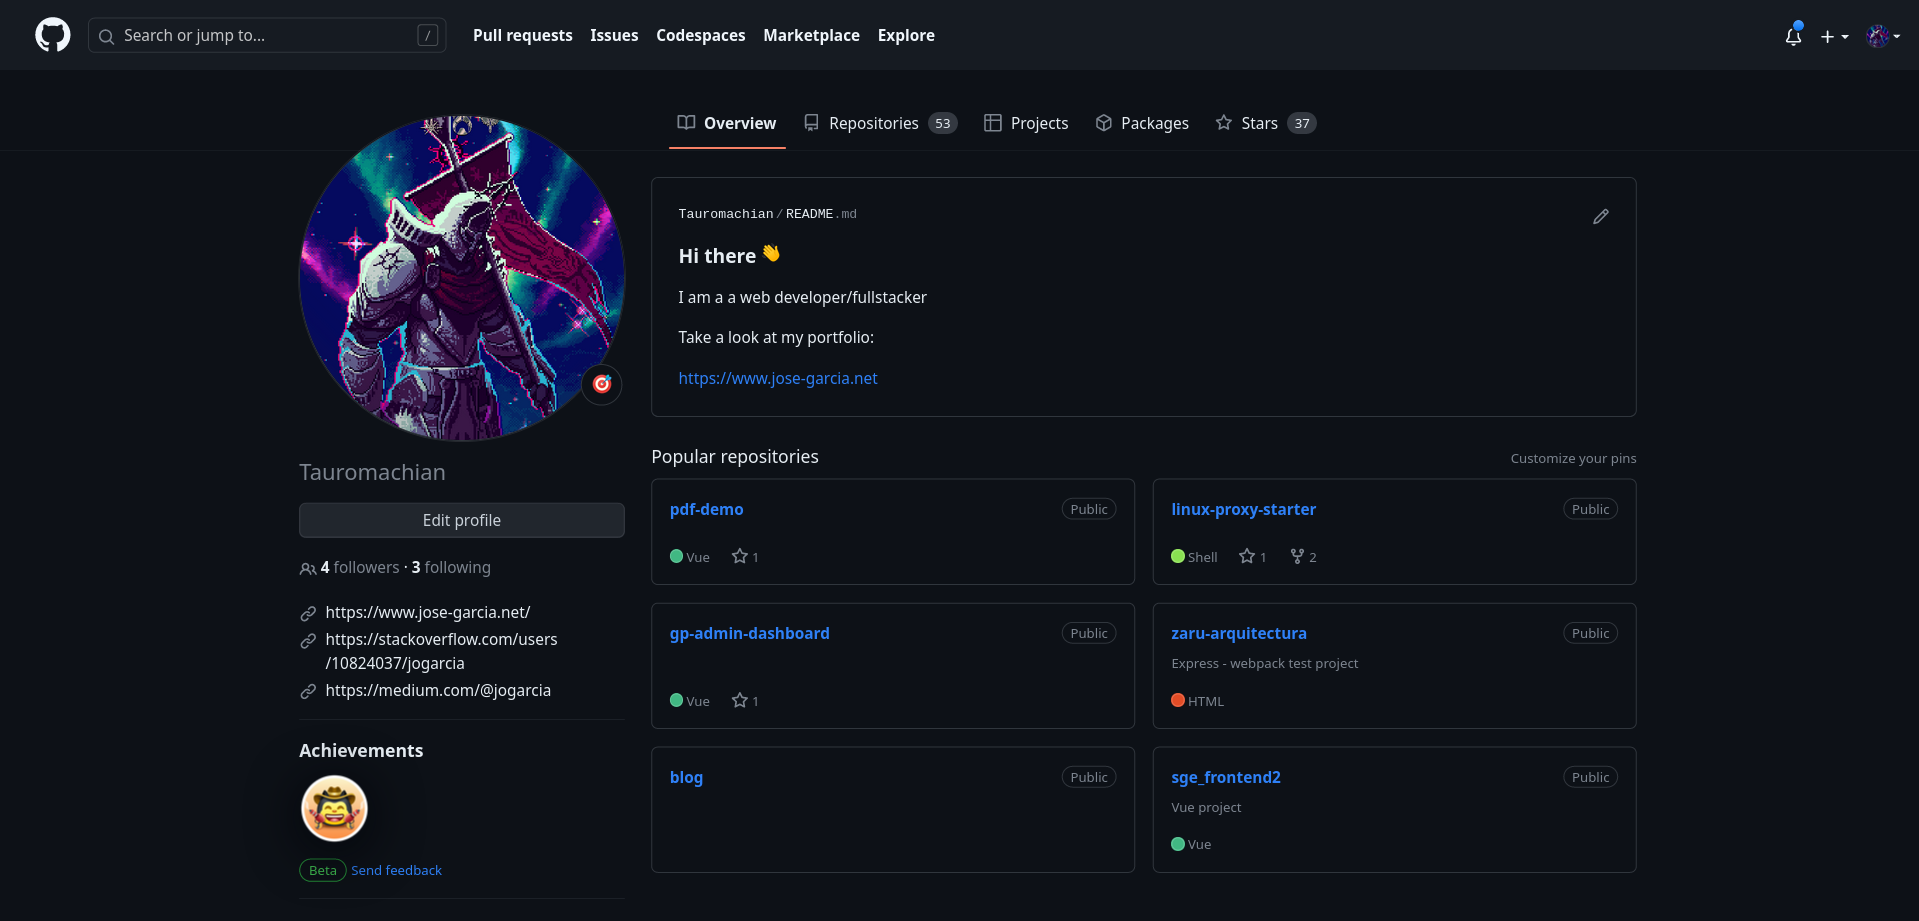 Search or jump to... /
Pull requests Issues Codespaces Marketplace Explore
Overview Repositories 53 Projects Packages Stars 37
Tauromachian/README.md
Hi there 👋
I am a a web developer/fullstacker
Take a look at my portfolio:
https://www.jose-garcia.net
Tauromachian
Edit profile
4 followers · 3 following
https://www.jose-garcia.net/
https://stackoverflow.com/users
/10824037/jogarcia
https://medium.com/@jogarcia
Achievements
Beta Send feedback
Popular repositories
Customize your pins
pdf-demo Public
Vue 1
linux-proxy-starter Public
Shell 1 2
gp-admin-dashboard Public
Vue 1
zaru-arquitectura Public
Express - webpack test project
HTML
blog Public
sge_frontend2 Public
Vue project
Vue